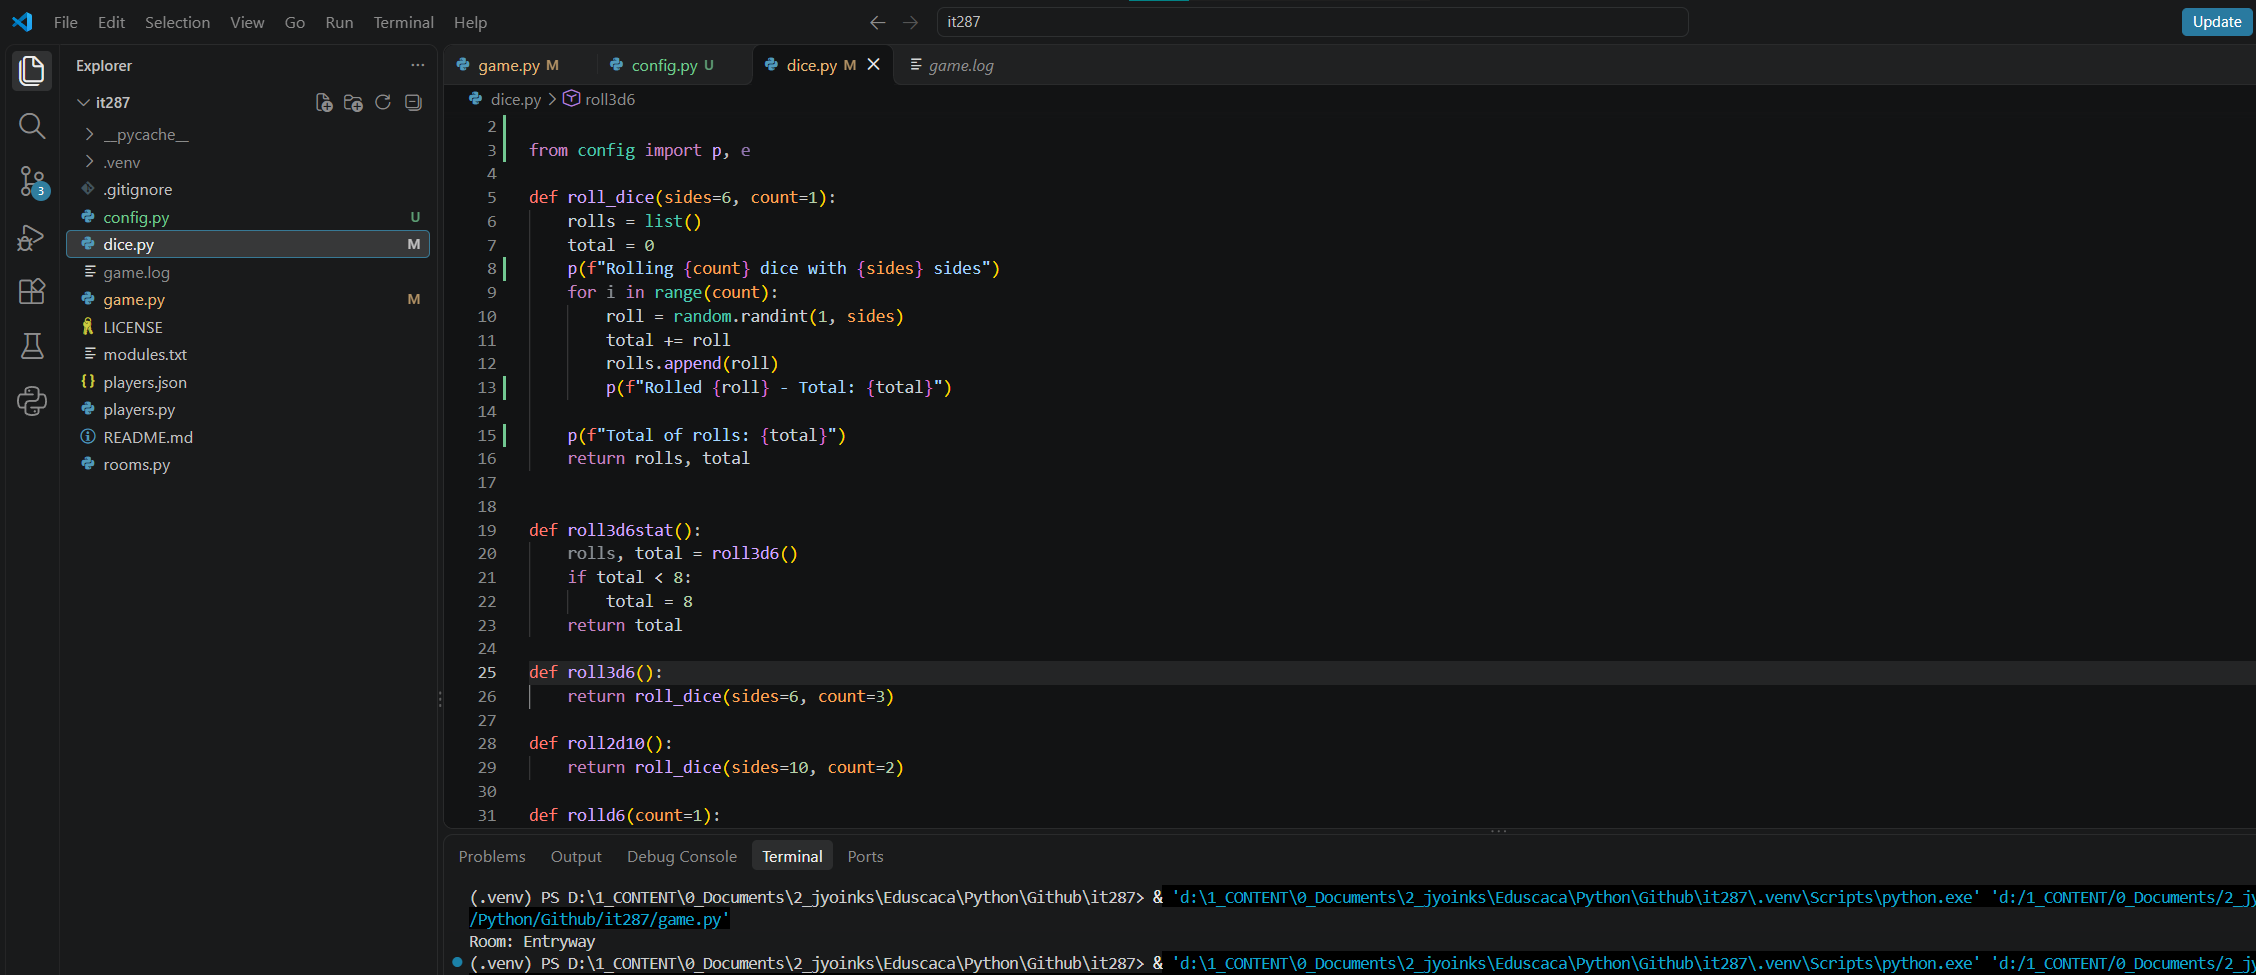 File Edit Selection View Go Run Terminal Help
it287
Update
Explorer
it287
__pycache__
.venv
.gitignore
config.py U
dice.py M
game.log
game.py M
LICENSE
modules.txt
players.json
players.py
README.md
rooms.py
3
game.py M config.py U dice.py M game.log
dice.py > roll3d6
2
3 from config import p, e
4
5 def roll_dice(sides=6, count=1):
6 rolls = list()
7 total = 0
8 p(f"Rolling {count} dice with {sides} sides")
9 for i in range(count):
10 roll = random.randint(1, sides)
11 total += roll
12 rolls.append(roll)
13 p(f"Rolled {roll} - Total: {total}")
14
15 p(f"Total of rolls: {total}")
16 return rolls, total
17
18
19 def roll3d6stat():
20 rolls, total = roll3d6()
21 if total < 8:
22 total = 8
23 return total
24
25 def roll3d6():
26 return roll_dice(sides=6, count=3)
27
28 def roll2d10():
29 return roll_dice(sides=10, count=2)
30
31 def rolld6(count=1):
Problems Output Debug Console Terminal Ports
(.venv) PS D:\1_CONTENT\0_Documents\2_jyoinks\Eduscaca\Python\Github\it287> & 'd:\1_CONTENT\0_Documents\2_jyoinks\Eduscaca\Python\Github\it287\.venv\Scripts\python.exe' 'd:/1_CONTENT/0_Documents/2_jy
/Python/Github/it287/game.py'
Room: Entryway
(.venv) PS D:\1_CONTENT\0_Documents\2_jyoinks\Eduscaca\Python\Github\it287> & 'd:\1_CONTENT\0_Documents\2_jyoinks\Eduscaca\Python\Github\it287\.venv\Scripts\python.exe' 'd:/1_CONTENT/0_Documents/2_jy